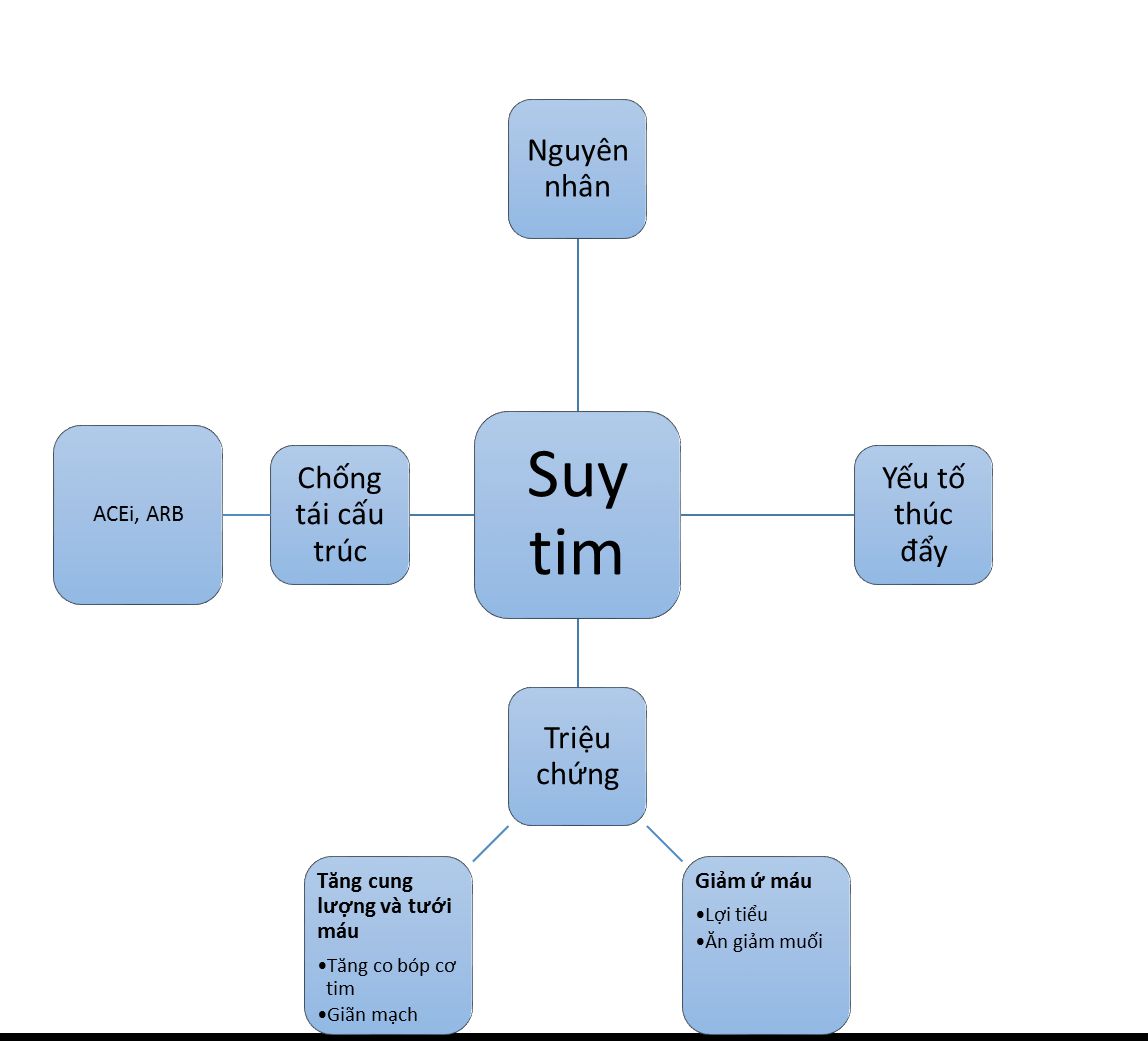 Nguyên
nhân
ACEi, ARB
Chống
tái cấu
trúc
Suy
tim
Yếu tố
thúc
đẩy
Triệu
chứng
Tăng cung
lượng và tưới
máu
•Tăng co bóp cơ
tim
•Giãn mạch
Giảm ứ máu
•Lợi tiểu
•Ăn giảm muối